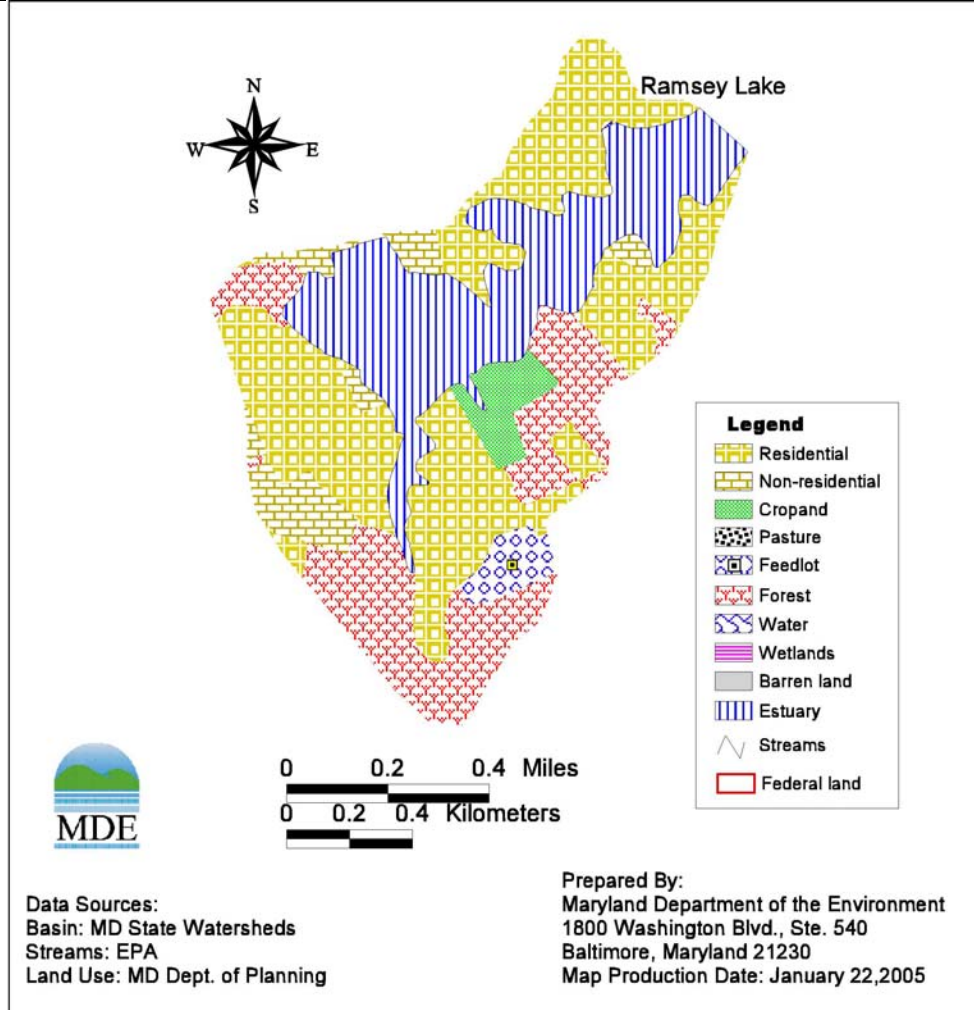 Ramsey Lake
N
W E
S
Legend
Residential
Non-residential
Cropand
Pasture
Feedlot
Forest
Water
Wetlands
Barren land
Estuary
Streams
Federal land
0 0.2 0.4 Miles
0 0.2 0.4 Kilometers
MDE
Data Sources:
Basin: MD State Watersheds
Streams: EPA
Land Use: MD Dept. of Planning
Prepared By:
Maryland Department of the Environment
1800 Washington Blvd., Ste. 540
Baltimore, Maryland 21230
Map Production Date: January 22,2005